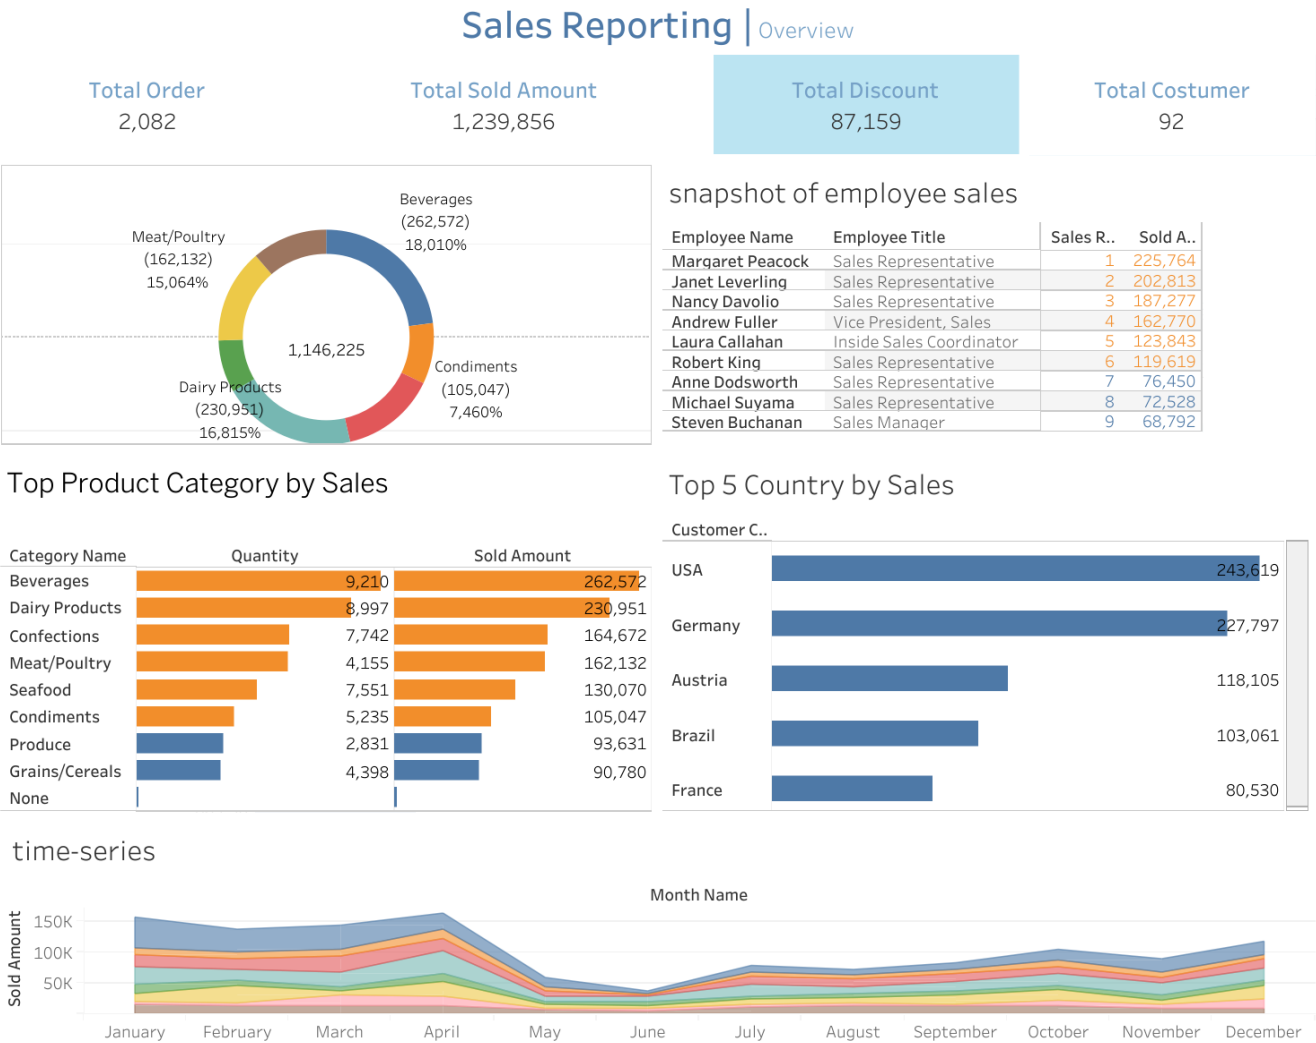 Sales Reporting | Overview
Total Order
2,082
Total Sold Amount
1,239,856
Total Discount
87,159
Total Costumer
92
Beverages
(262,572)
18,010%
Meat/Poultry
(162,132)
15,064%
1,146,225
Condiments
(105,047)
7,460%
Dairy Products
(230,951)
16,815%
snapshot of employee sales
Employee Name Employee Title Sales R.. Sold A..
Margaret Peacock Sales Representative 1 225,764
Janet Leverling Sales Representative 2 202,813
Nancy Davolio Sales Representative 3 187,277
Andrew Fuller Vice President, Sales 4 162,770
Laura Callahan Inside Sales Coordinator 5 123,843
Robert King Sales Representative 6 119,619
Anne Dodsworth Sales Representative 7 76,450
Michael Suyama Sales Representative 8 72,528
Steven Buchanan Sales Manager 9 68,792
Top Product Category by Sales
Category Name Quantity Sold Amount
Beverages 9,210 262,572
Dairy Products 8,997 230,951
Confections 7,742 164,672
Meat/Poultry 4,155 162,132
Seafood 7,551 130,070
Condiments 5,235 105,047
Produce 2,831 93,631
Grains/Cereals 4,398 90,780
None
Top 5 Country by Sales
Customer C..
USA 243,619
Germany 227,797
Austria 118,105
Brazil 103,061
France 80,530
time-series
Month Name
Sold Amount
150K
100K
50K
January February March April May June July August September October November December